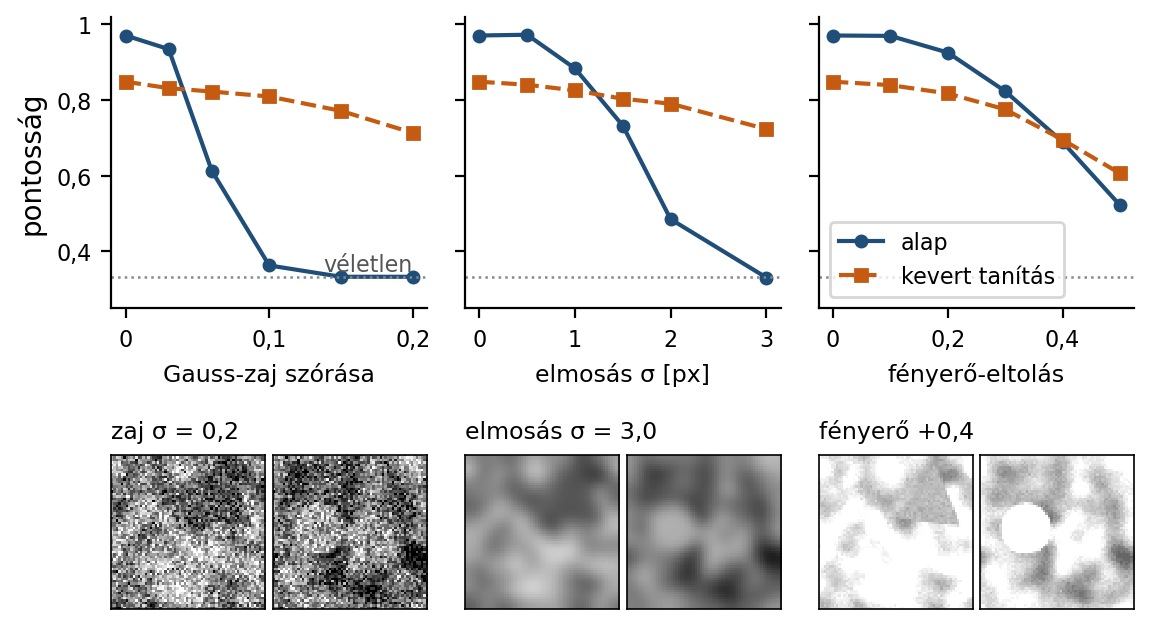 pontosság
1
0,8
0,6
0,4
véletlen
0
0,1
0,2
Gauss-zaj szórása
0
1
2
3
elmosás σ [px]
alap
kevert tanítás
0
0,2
0,4
fényerő-eltolás
zaj σ = 0,2
elmosás σ = 3,0
fényerő +0,4